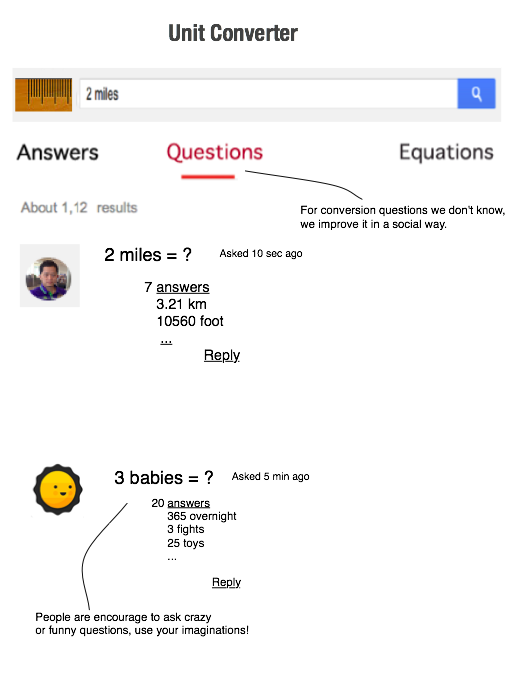 Unit Converter
2 miles
Answers Questions Equations
About 1,12 results
For conversion questions we don't know,
we improve it in a social way.
2 miles = ? Asked 10 sec ago
7 answers
3.21 km
10560 foot
...
Reply
3 babies = ? Asked 5 min ago
20 answers
365 overnight
3 fights
25 toys
...
Reply
People are encourage to ask crazy
or funny questions, use your imaginations!